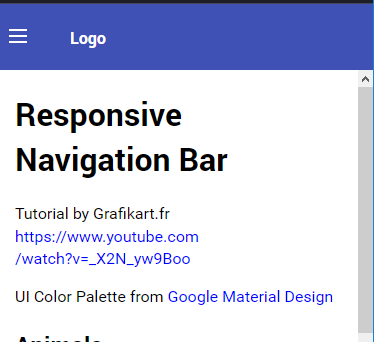 Logo
Responsive
Navigation Bar
Tutorial by Grafikart.fr
https://www.youtube.com
/watch?v=_X2N_yw9Boo
UI Color Palette from Google Material Design
Animals